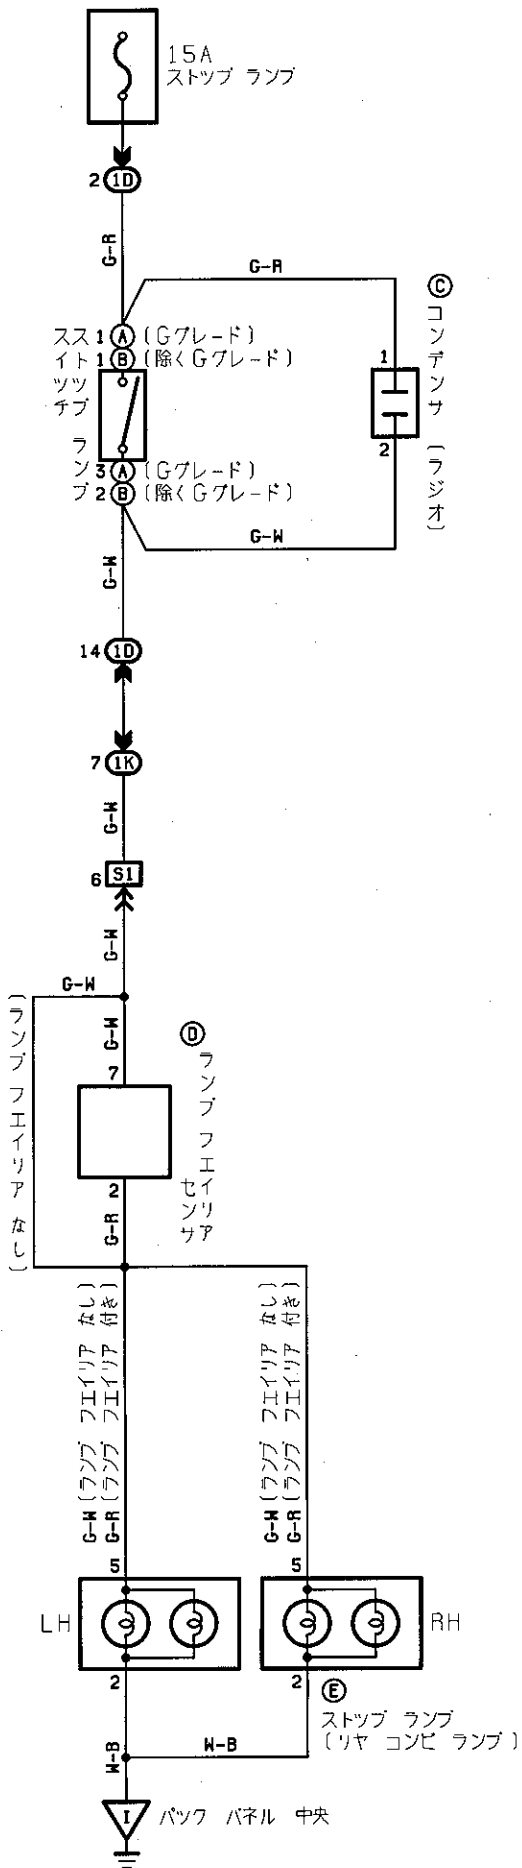 15A
ストップ ランプ
2 1D
G-R
G-R
C
コンデンサ (ラジオ)
ストップ ランプ
スイッチ
1 A (Gグレード)
1 B (除くGグレード)
1
2
3 A (Gグレード)
2 B (除くGグレード)
G-W
G-W
14 1D
7 1K
G-W
6 S1
G-W
G-W
(ランプ フエイリア なし)
G-W
D
ランプ フエイリア
センサ
7
2
G-R
G-W (ランプ フエイリア なし)
G-R (ランプ フエイリア 付き)
G-W (ランプ フエイリア なし)
G-R (ランプ フエイリア 付き)
5
5
LH
RH
2
2
E
ストップ ランプ
(リヤ コンビ ランプ)
W-B
W-B
I バック パネル 中央